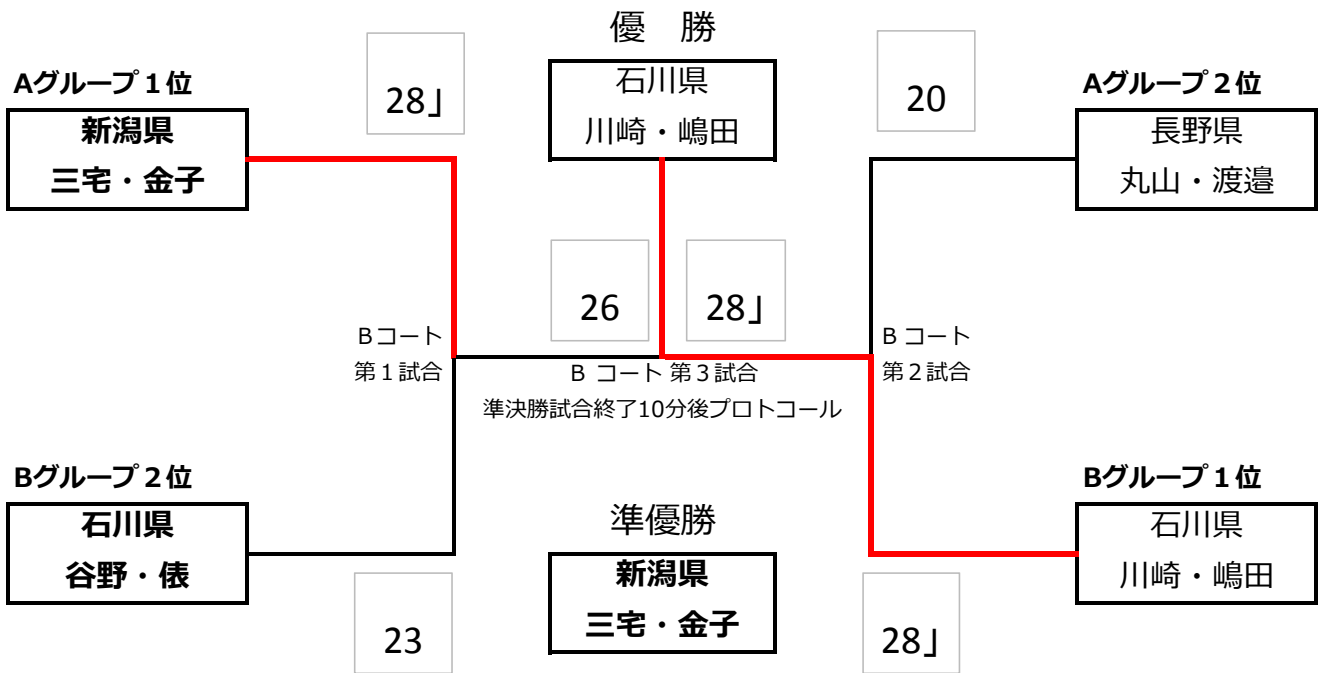 優　勝
Aグループ１位
28」
石川県
川崎・嶋田
20
Aグループ２位
新潟県
三宅・金子
長野県
丸山・渡邉
26
28」
Bコート
第１試合
B コート 第３試合
準決勝試合終了10分後プロトコール
B コート
第２試合
Bグループ２位
石川県
谷野・俵
準優勝
新潟県
三宅・金子
Bグループ１位
石川県
川崎・嶋田
23
28」